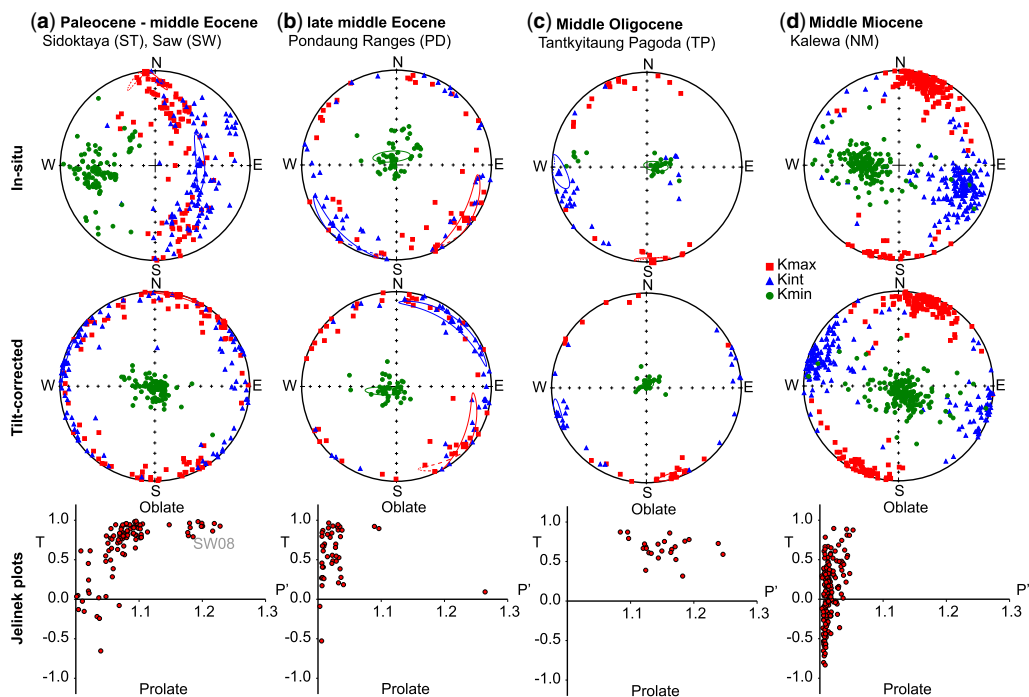 (a) Paleocene - middle Eocene
Sidoktaya (ST), Saw (SW)
(b) late middle Eocene
Pondaung Ranges (PD)
(c) Middle Oligocene
Tantkyitaung Pagoda (TP)
(d) Middle Miocene
Kalewa (NM)
In-situ
N
W
E
S
N
W
E
S
N
W
E
S
N
W
E
S
Kmax
Kint
Kmin
Tilt-corrected
N
W
E
S
N
W
E
S
N
W
E
S
N
W
E
S
Jelinek plots
Oblate
1.0
T
0.5
0.0
-0.5
-1.0
SW08
P'
1.1
1.2
1.3
Prolate
1.0
T
0.5
0.0
-0.5
-1.0
P'
1.1
1.2
1.3
Oblate
1.0
T
0.5
0.0
-0.5
-1.0
P'
1.1
1.2
1.3
Prolate
1.0
T
0.5
0.0
-0.5
-1.0
P'
1.1
1.2
1.3